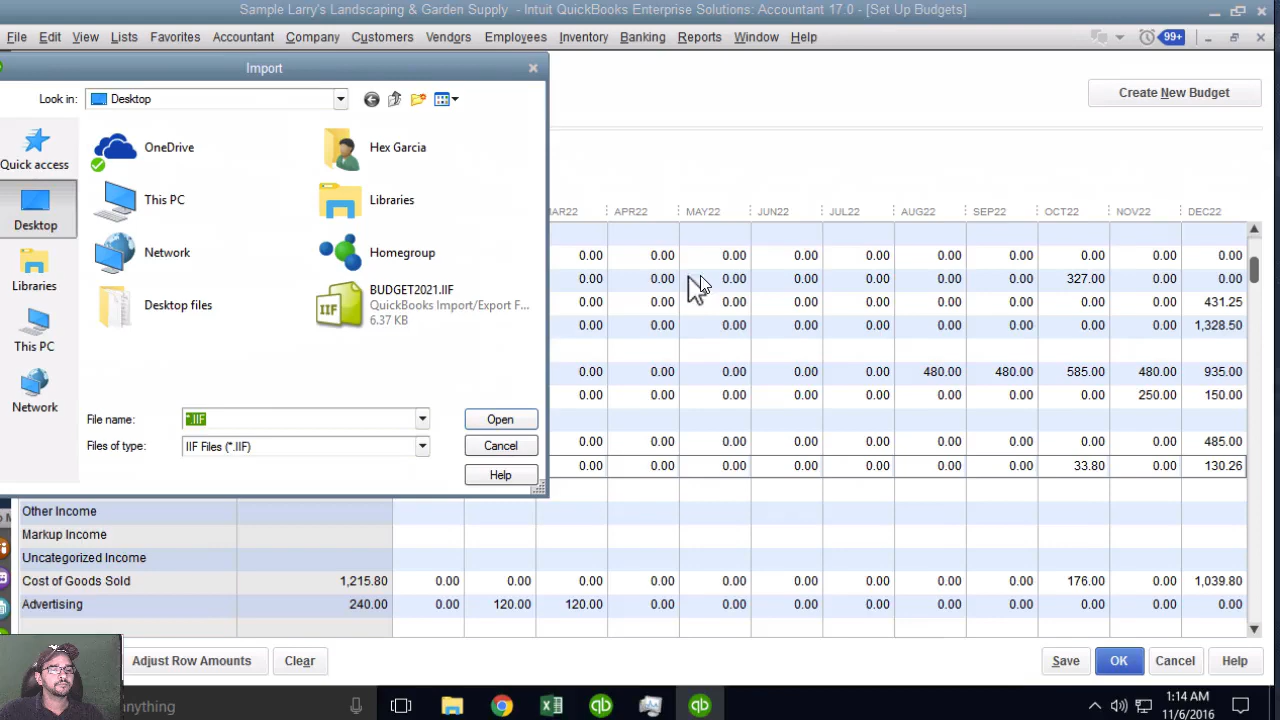 Sample Larry's Landscaping & Garden Supply - Intuit QuickBooks Enterprise Solutions: Accountant 17.0 - [Set Up Budgets]
File Edit View Lists Favorites Accountant Company Customers Vendors Employees Inventory Banking Reports Window Help 99+
Import
Create New Budget
Look in: Desktop
OneDrive Hex Garcia
Quick access
This PC Libraries
Desktop
Network Homegroup
Libraries
Desktop files BUDGET2021.IIF
QuickBooks Import/Export F...
6.37 KB
This PC
Network
File name: *.IIF Open
Files of type: IIF Files (*.IIF) Cancel
Help
APR22 MAY22 JUN22 JUL22 AUG22 SEP22 OCT22 NOV22 DEC22
0.00 0.00 0.00 0.00 0.00 0.00 0.00 0.00 0.00 0.00
0.00 0.00 0.00 0.00 0.00 0.00 0.00 327.00 0.00 0.00
0.00 0.00 0.00 0.00 0.00 0.00 0.00 0.00 0.00 431.25
0.00 0.00 0.00 0.00 0.00 0.00 0.00 0.00 0.00 1,328.50
0.00 0.00 0.00 0.00 0.00 480.00 480.00 585.00 480.00 935.00
0.00 0.00 0.00 0.00 0.00 0.00 0.00 0.00 250.00 150.00
0.00 0.00 0.00 0.00 0.00 0.00 0.00 0.00 0.00 485.00
0.00 0.00 0.00 0.00 0.00 0.00 0.00 33.80 0.00 130.26
Other Income
Markup Income
Uncategorized Income
Cost of Goods Sold 1,215.80 0.00 0.00 0.00 0.00 0.00 0.00 0.00 0.00 0.00 176.00 0.00 1,039.80
Advertising 240.00 0.00 120.00 120.00 0.00 0.00 0.00 0.00 0.00 0.00 0.00 0.00 0.00
Adjust Row Amounts Clear Save OK Cancel Help
anything
1:14 AM
11/6/2016